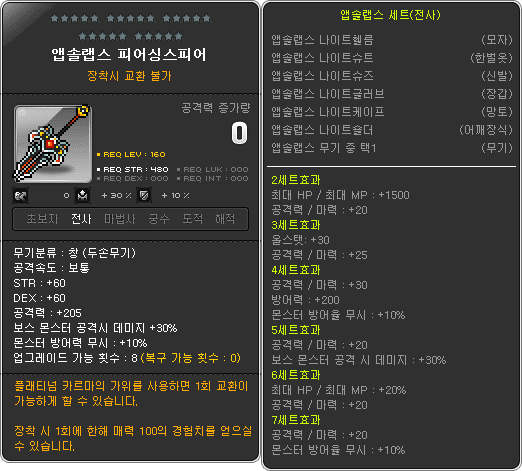 앱솔랩스 피어싱스피어
장착시 교환 불가
공격력 증가량
0
REQ LEV : 160
REQ STR : 480
REQ LUK : 000
REQ DEX : 000
REQ INT : 000
0
+ 30 %
+ 10 %
초보자 전사 마법사 궁수 도적 해적
무기분류 : 창 (두손무기)
공격속도 : 보통
STR : +60
DEX : +60
공격력 : +205
보스 몬스터 공격시 데미지 +30%
몬스터 방어력 무시 : +10%
업그레이드 가능 횟수 : 8 (복구 가능 횟수 : 0)
플래티넘 카르마의 가위를 사용하면 1회 교환이
가능하게 할 수 있습니다.
장착 시 1회에 한해 매력 100의 경험치를 얻으실
수 있습니다.
앱솔랩스 세트(전사)
앱솔랩스 나이트헬름 (모자)
앱솔랩스 나이트슈트 (한벌옷)
앱솔랩스 나이트슈즈 (신발)
앱솔랩스 나이트글러브 (장갑)
앱솔랩스 나이트케이프 (망토)
앱솔랩스 나이트숄더 (어깨장식)
앱솔랩스 무기 중 택1 (무기)
2세트효과
최대 HP / 최대 MP : +1500
공격력 / 마력 : +20
3세트효과
올스탯: +30
공격력 / 마력 : +25
4세트효과
공격력 / 마력 : +30
방어력 : +200
몬스터 방어율 무시 : +10%
5세트효과
공격력 / 마력 : +20
보스 몬스터 공격 시 데미지 : +30%
6세트효과
최대 HP / 최대 MP : +20%
공격력 / 마력 : +20
7세트효과
공격력 / 마력 : +20
몬스터 방어율 무시 : +10%